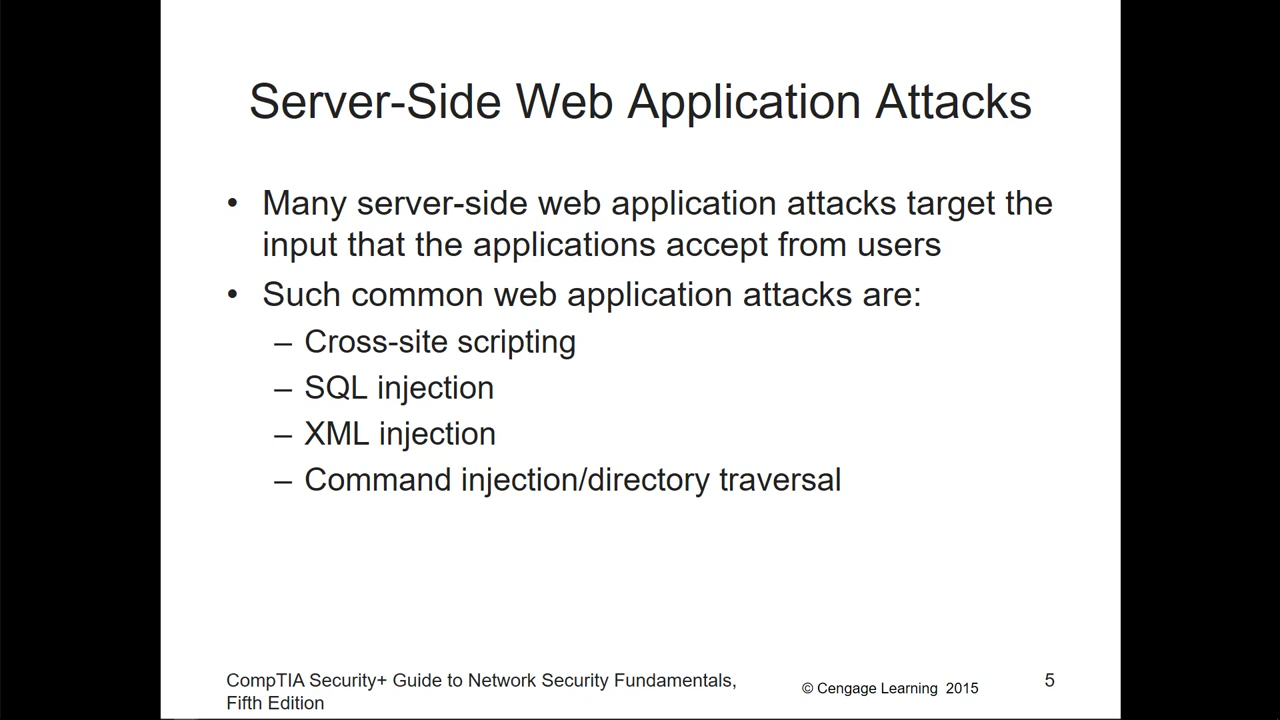 Server-Side Web Application Attacks
• Many server-side web application attacks target the
input that the applications accept from users
• Such common web application attacks are:
– Cross-site scripting
– SQL injection
– XML injection
– Command injection/directory traversal
CompTIA Security+ Guide to Network Security Fundamentals,
Fifth Edition
© Cengage Learning 2015
5